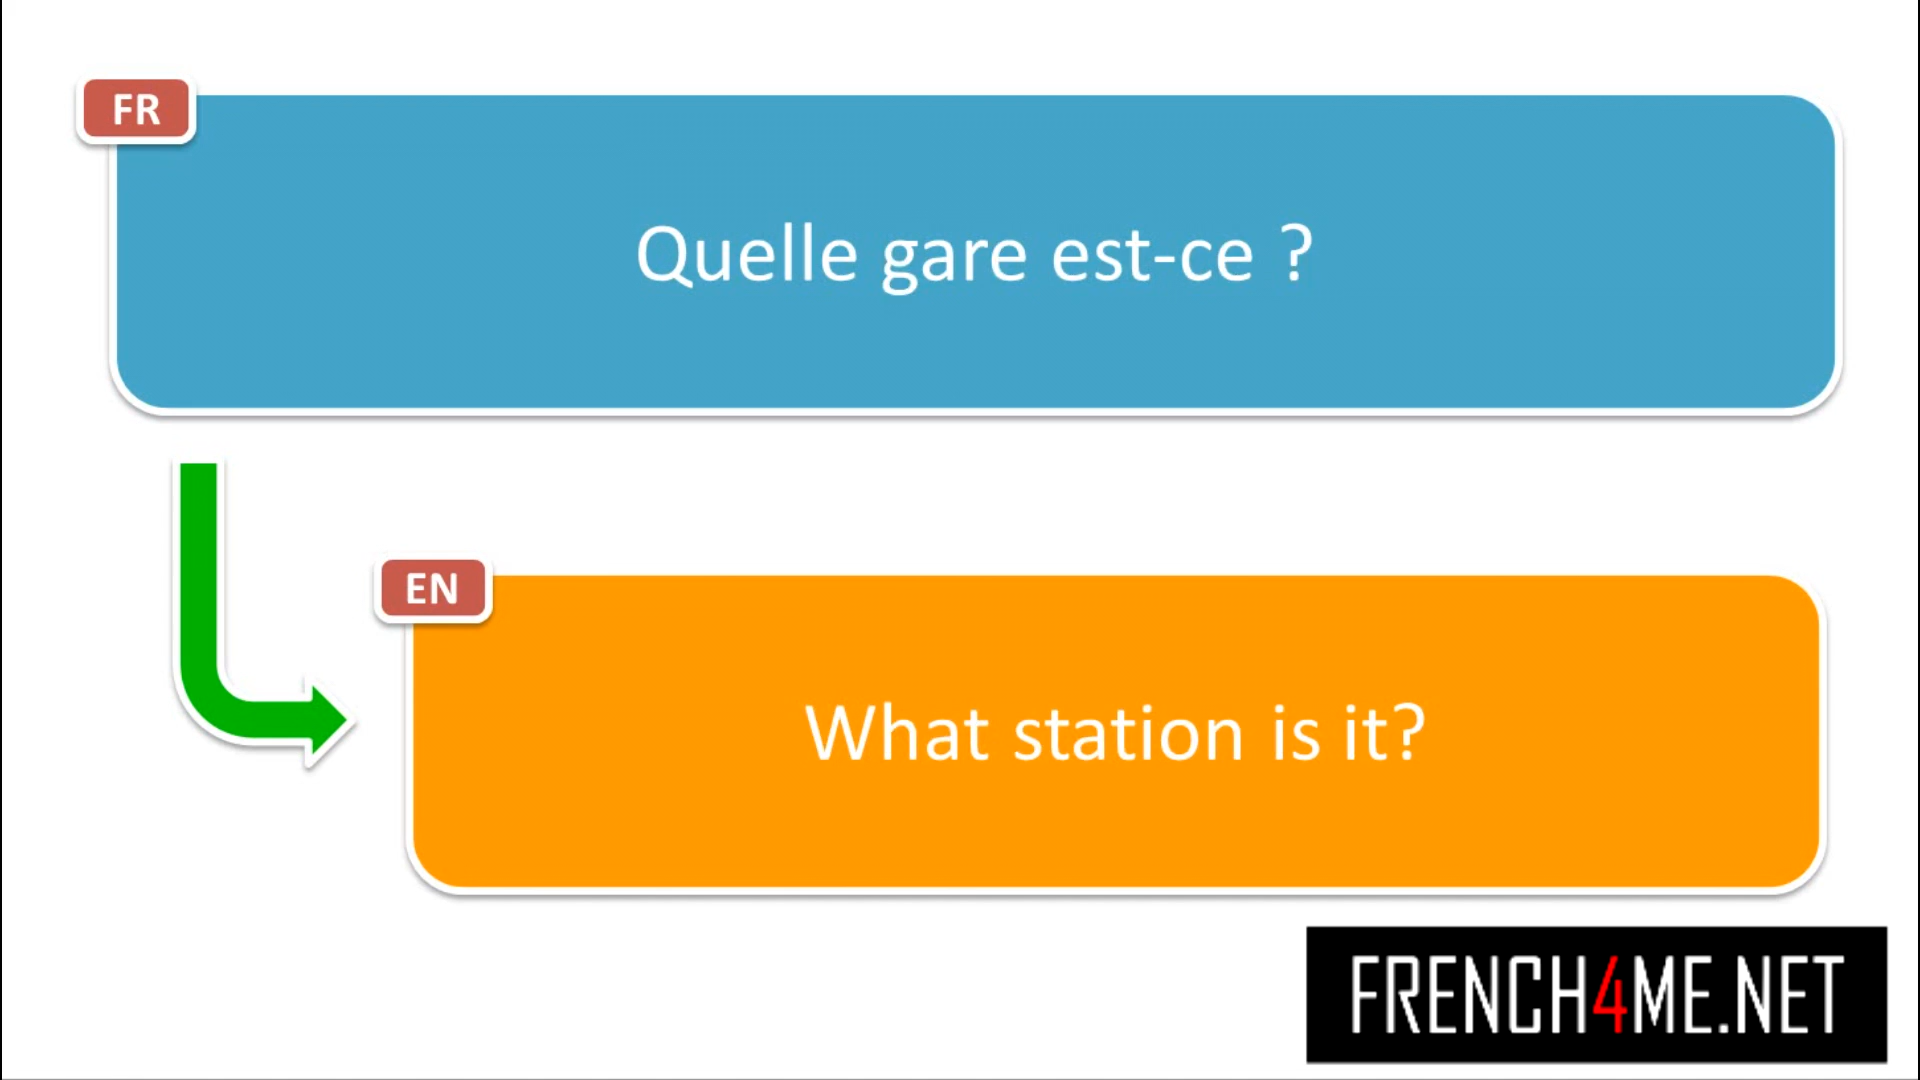 FR
Quelle gare est-ce ?
EN
What station is it?
FRENCH4ME.NET